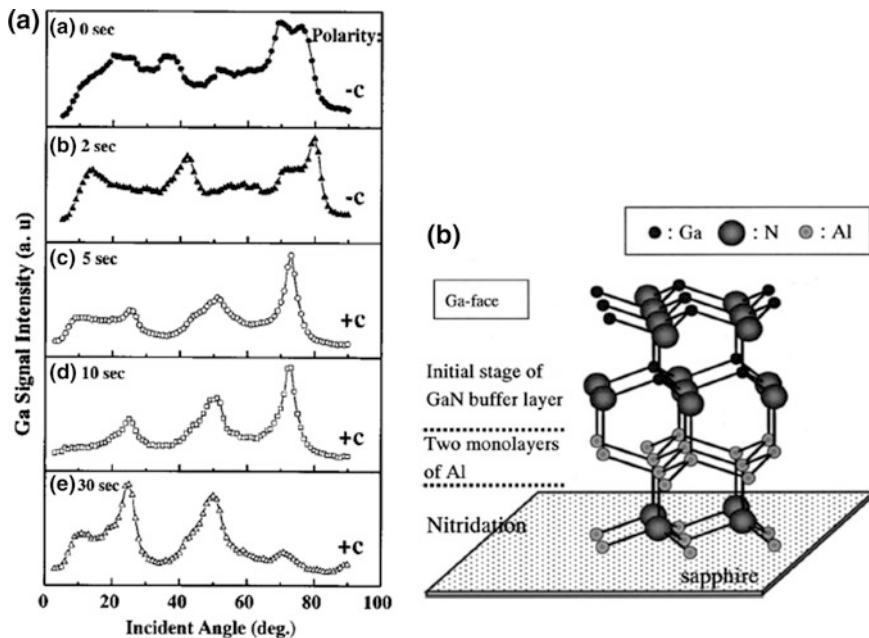 (a)
(a) 0 sec
Polarity:
-c
(b) 2 sec
-c
(c) 5 sec
+c
(d) 10 sec
+c
(e) 30 sec
+c
Ga Signal Intensity (a. u)
0 20 40 60 80 100
Incident Angle (deg.)
(b)
: Ga : N : Al
Ga-face
Initial stage of
GaN buffer layer
Two monolayers
of Al
Nitridation
sapphire